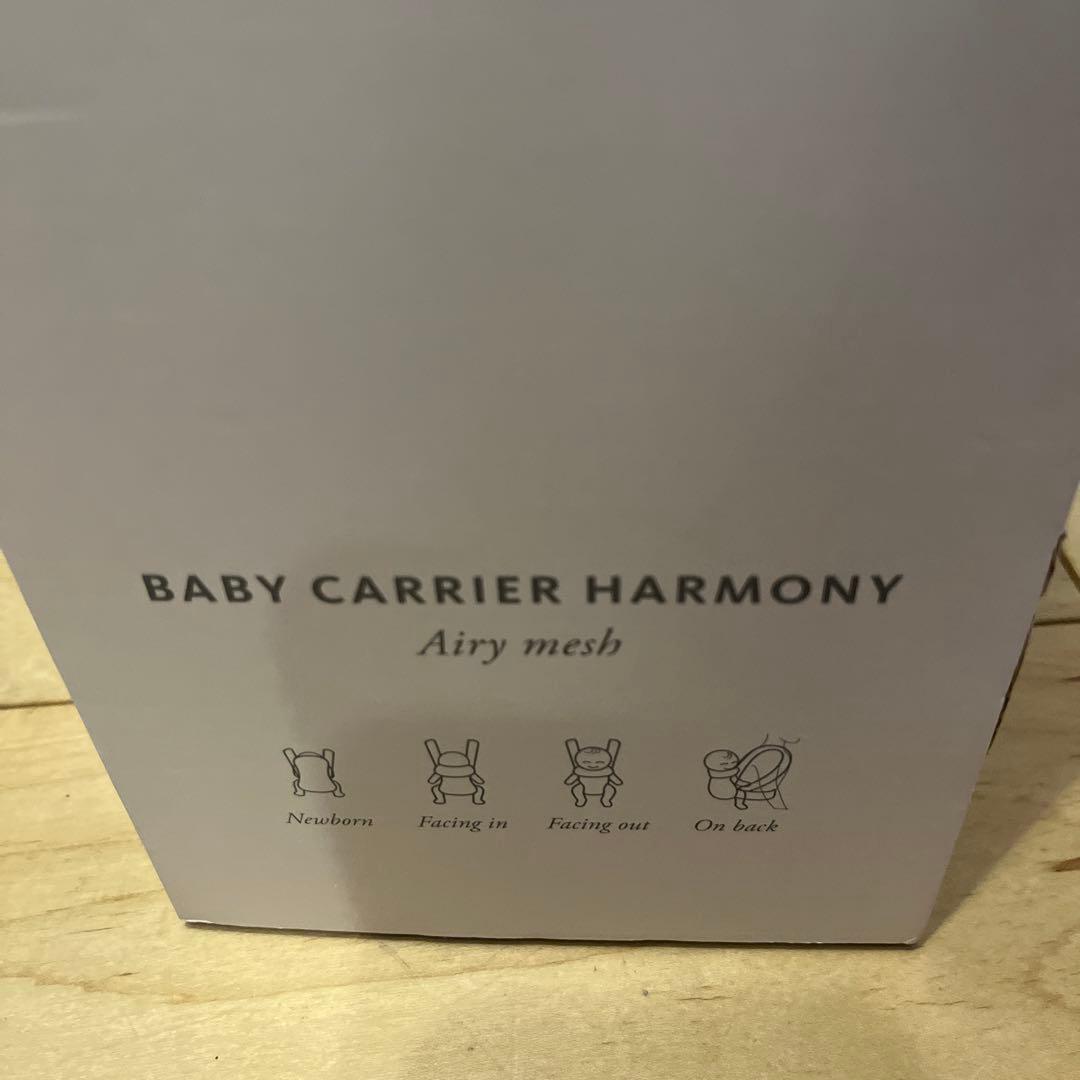 BABY CARRIER HARMONY
Airy mesh
Newborn Facing in Facing out On back